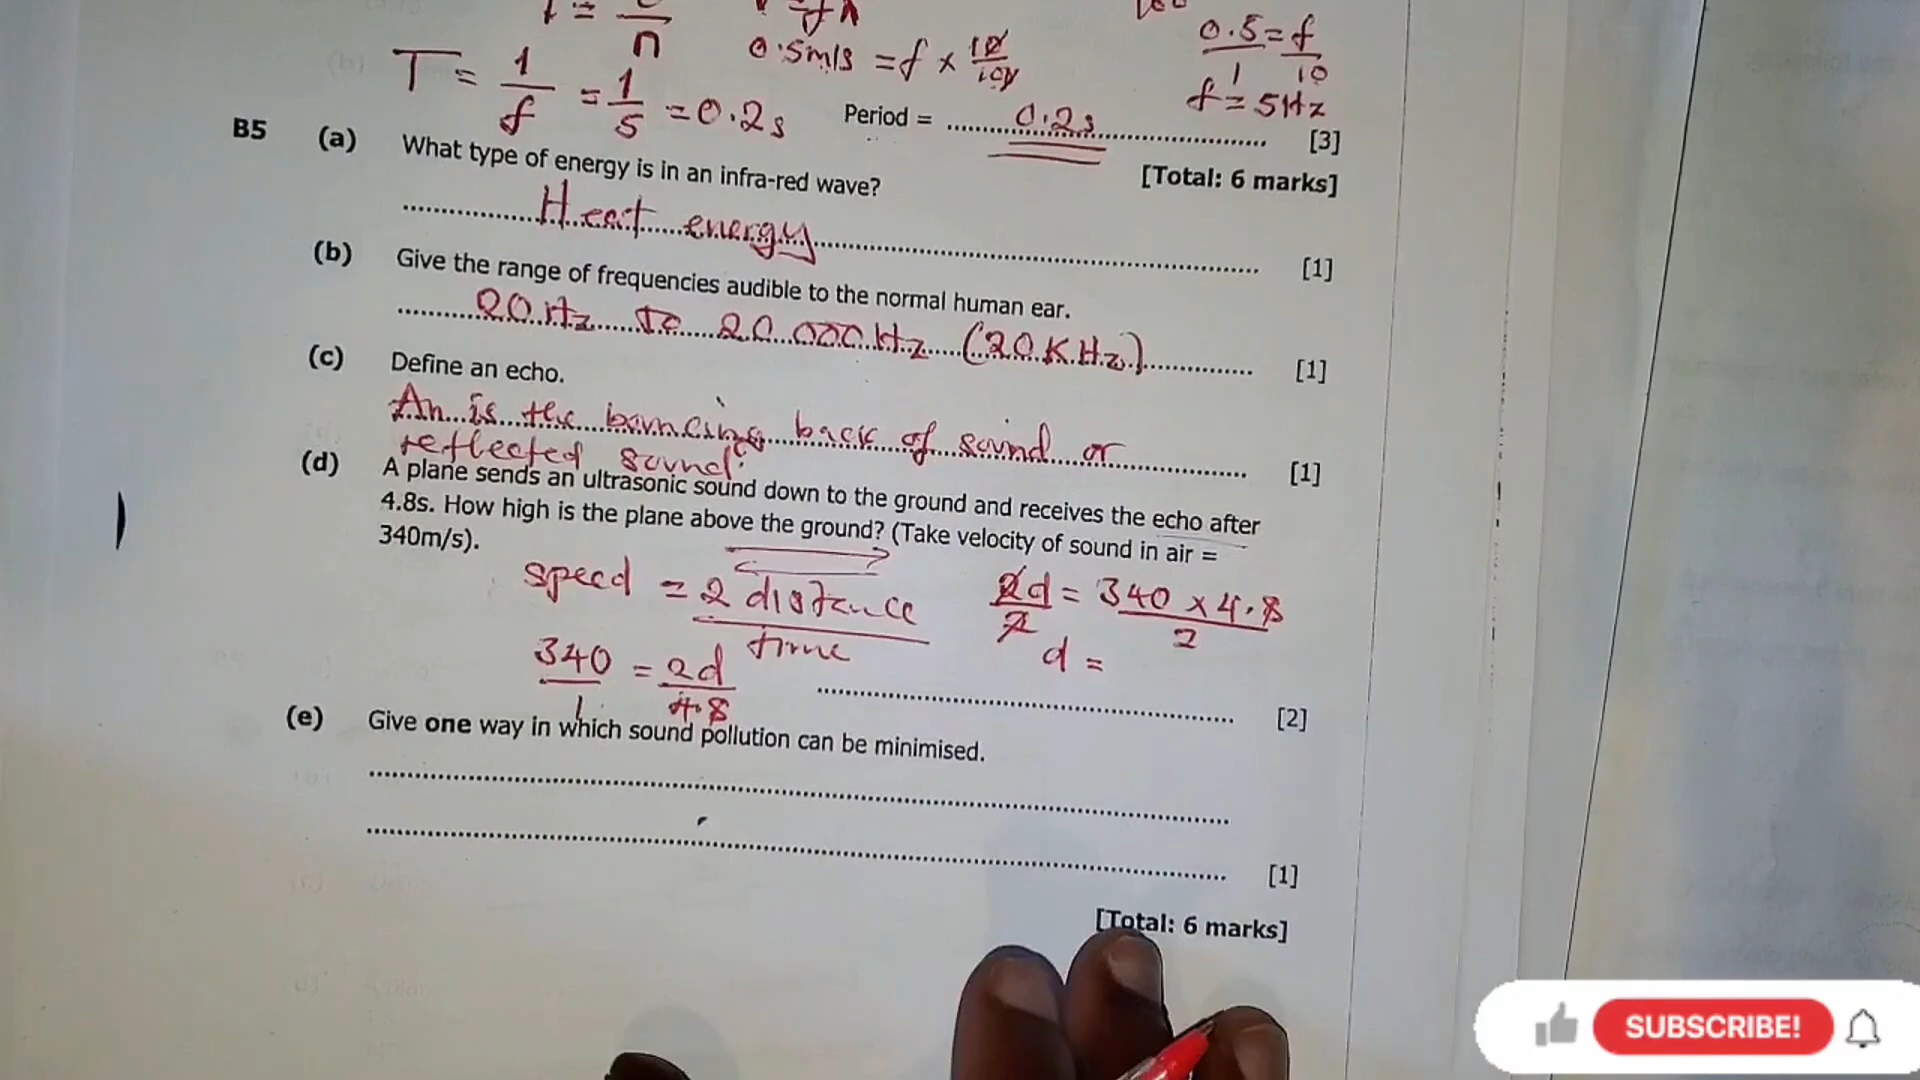 n
0.5m/s = f × 10/100
0.5/1 = f/10
T = 1/f = 1/5 = 0.2s
f = 5Hz
Period = 0.2s [3]
[Total: 6 marks]
B5 (a) What type of energy is in an infra-red wave?
Heat energy [1]
(b) Give the range of frequencies audible to the normal human ear.
20Hz to 20.000Hz (20KHz) [1]
(c) Define an echo.
An is the bouncing back of sound or
reflected sound. [1]
(d) A plane sends an ultrasonic sound down to the ground and receives the echo after
4.8s. How high is the plane above the ground? (Take velocity of sound in air =
340m/s).
speed = 2 distance/time
2d/2 = 340 × 4.8/2
340/1 = 2d/4.8
d =
[2]
(e) Give one way in which sound pollution can be minimised.
[1]
[Total: 6 marks]
SUBSCRIBE!